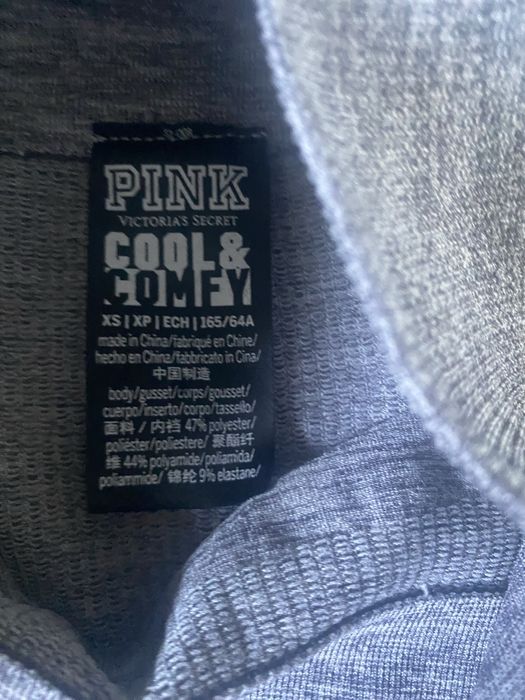 PINK
VICTORIA'S SECRET
COOL&
COMFY
XS | XP | ECH | 165/64A
made in China/fabriqué en Chine/
hecho en China/fabbricato in Cina/
中国制造
body/gusset/corps/gousset/
cuerpo/inserto/corpo/tassello/
面料 / 内裆 47% polyester/
poliéster/poliestere/ 聚酯纤
维 44% polyamide/poliamida/
poliammide/ 锦纶 9% elastane/